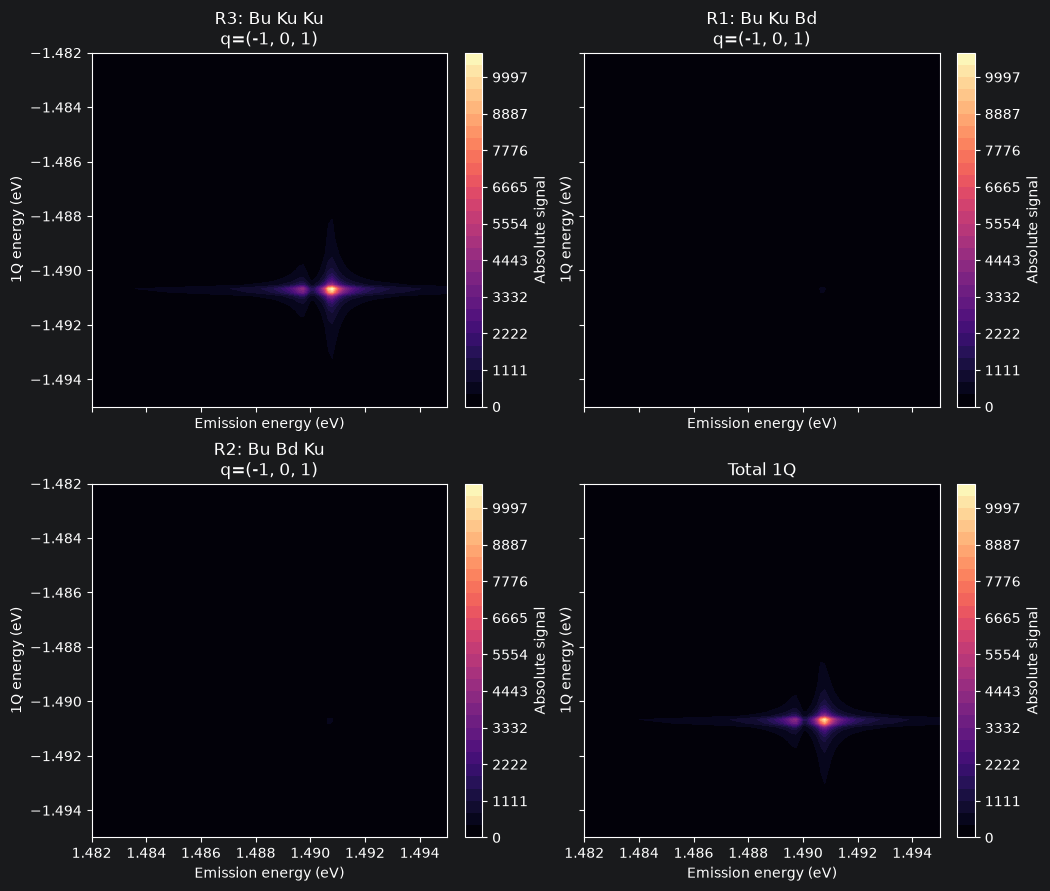 R3: Bu Ku Ku
q=(-1, 0, 1)
−1.482
−1.484
−1.486
−1.488
−1.490
−1.492
−1.494
1Q energy (eV)
Emission energy (eV)
9997
8887
7776
6665
5554
4443
3332
2222
1111
0
Absolute signal
R1: Bu Ku Bd
q=(-1, 0, 1)
1Q energy (eV)
Emission energy (eV)
9997
8887
7776
6665
5554
4443
3332
2222
1111
0
Absolute signal
R2: Bu Bd Ku
q=(-1, 0, 1)
−1.482
−1.484
−1.486
−1.488
−1.490
−1.492
−1.494
1Q energy (eV)
1.482 1.484 1.486 1.488 1.490 1.492 1.494
Emission energy (eV)
9997
8887
7776
6665
5554
4443
3332
2222
1111
0
Absolute signal
Total 1Q
1Q energy (eV)
1.482 1.484 1.486 1.488 1.490 1.492 1.494
Emission energy (eV)
9997
8887
7776
6665
5554
4443
3332
2222
1111
0
Absolute signal